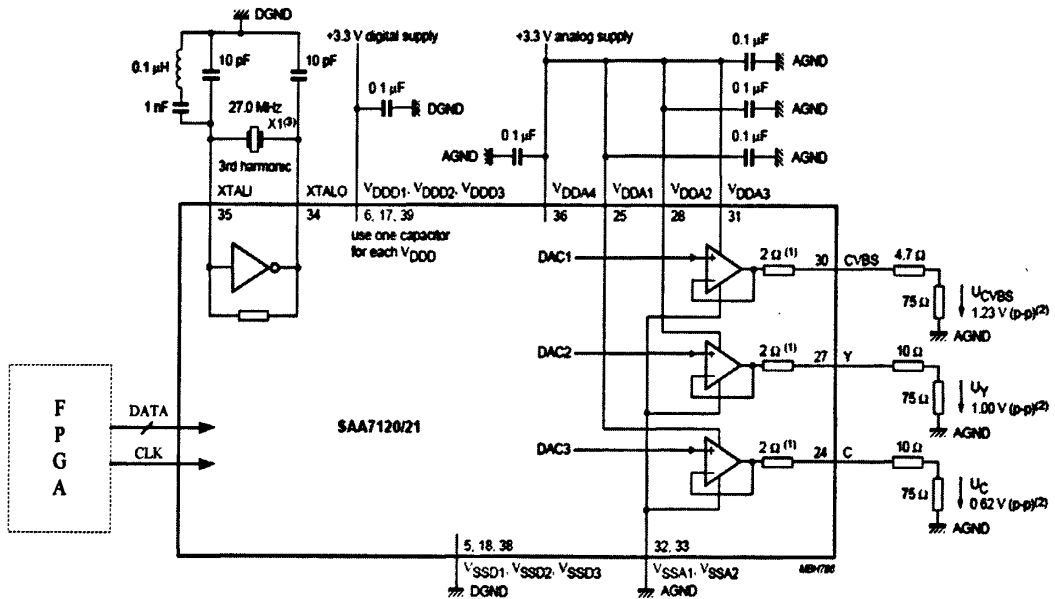 DGND
+3.3 V digital supply
+3.3 V analog supply
0.1 µF
AGND
0.1 µH
10 pF
10 pF
0.1 µF
DGND
0.1 µF
AGND
1 nF
27.0 MHz
X1(3)
3rd harmonic
0.1 µF
AGND
0.1 µF
AGND
XTALI
XTALO
VDDD1, VDDD2, VDDD3
VDDA4
VDDA1
VDDA2
VDDA3
35
34
6, 17, 39
36
25
28
31
use one capacitor
for each VDDD
DAC1
2 Ω (1)
30
CVBS
4.7 Ω
75 Ω
UCVBS
1.23 V (p-p)(2)
AGND
DAC2
2 Ω (1)
27
Y
10 Ω
75 Ω
UY
1.00 V (p-p)(2)
AGND
F
P
G
A
DATA
CLK
SAA7120/21
DAC3
2 Ω (1)
24
C
10 Ω
75 Ω
UC
0.62 V (p-p)(2)
AGND
5, 18, 38
32, 33
MBH786
VSSD1, VSSD2, VSSD3
VSSA1, VSSA2
DGND
AGND